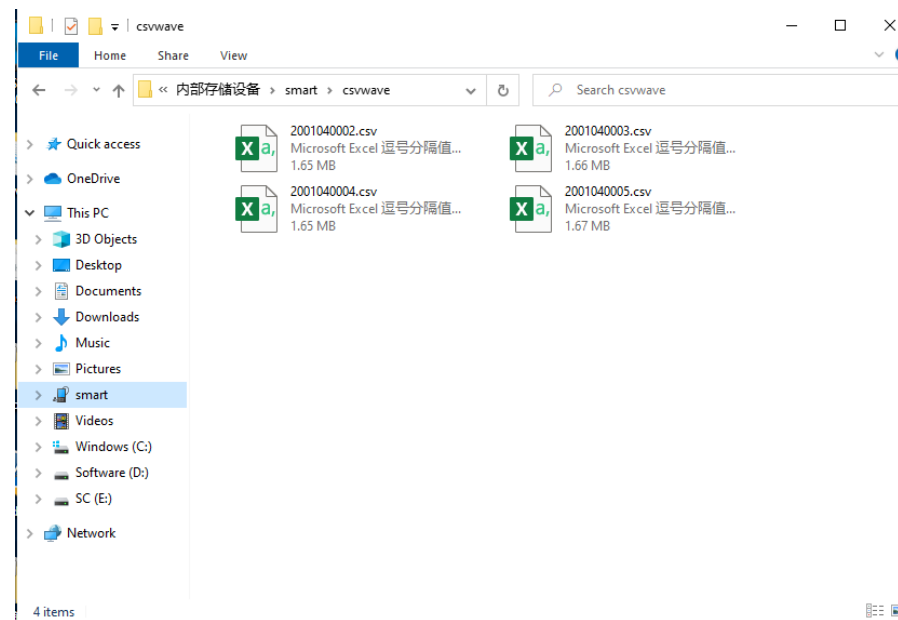 csvwave
File Home Share View
« 内部存储设备 › smart › csvwave
Search csvwave
Quick access
OneDrive
This PC
3D Objects
Desktop
Documents
Downloads
Music
Pictures
smart
Videos
Windows (C:)
Software (D:)
SC (E:)
Network
2001040002.csv
Microsoft Excel 逗号分隔值...
1.65 MB
2001040003.csv
Microsoft Excel 逗号分隔值...
1.66 MB
2001040004.csv
Microsoft Excel 逗号分隔值...
1.65 MB
2001040005.csv
Microsoft Excel 逗号分隔值...
1.67 MB
4 items